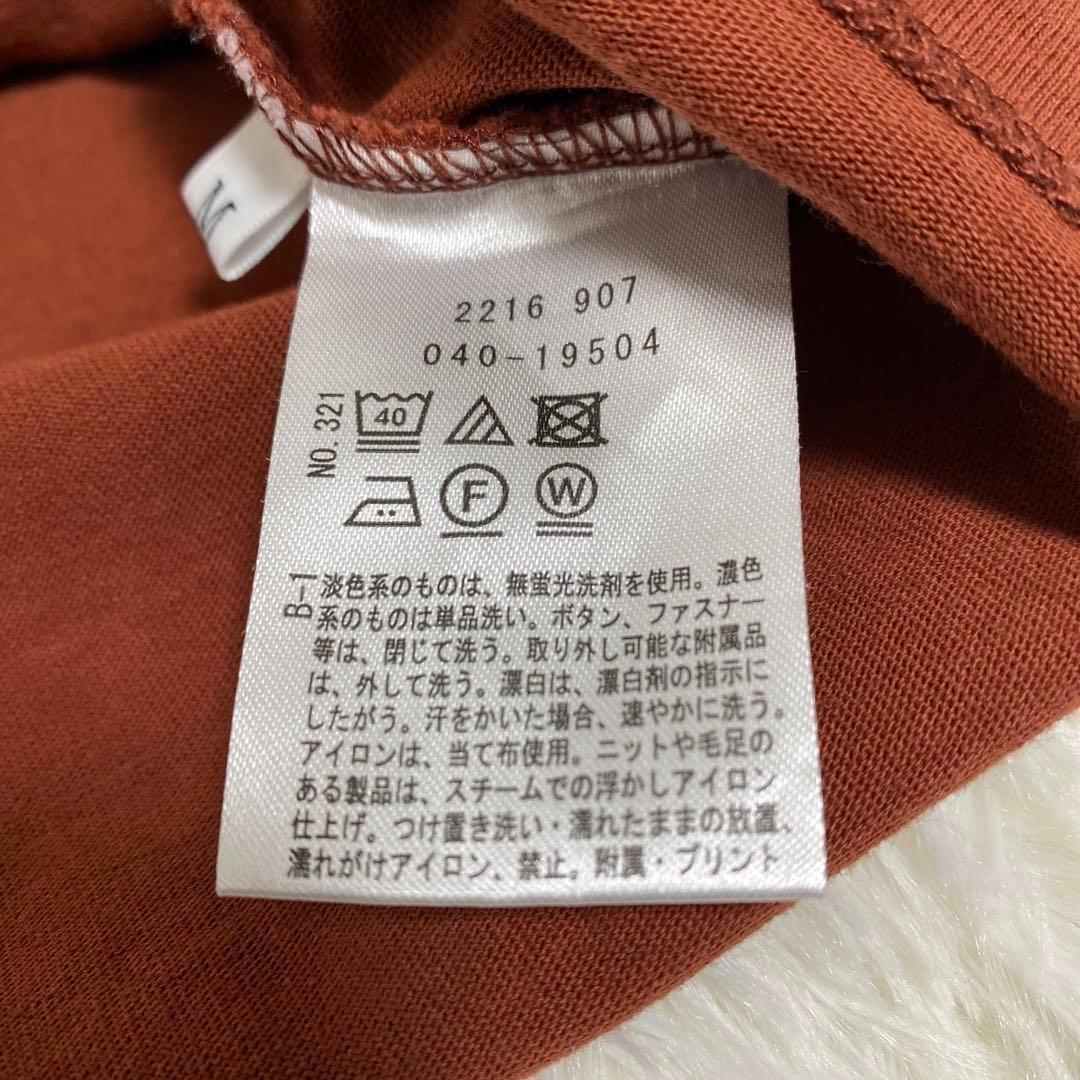 M
2216 907
040-19504
NO.321
40
F
W
B-1
淡色系のものは、無蛍光洗剤を使用。濃色
系のものは単品洗い。ボタン、ファスナー
等は、閉じて洗う。取り外し可能な附属品
は、外して洗う。漂白は、漂白剤の指示に
したがう。汗をかいた場合、速やかに洗う。
アイロンは、当て布使用。ニットや毛足の
ある製品は、スチームでの浮かしアイロン
仕上げ。つけ置き洗い・濡れたままの放置、
濡れがけアイロン、禁止。附属・プリント